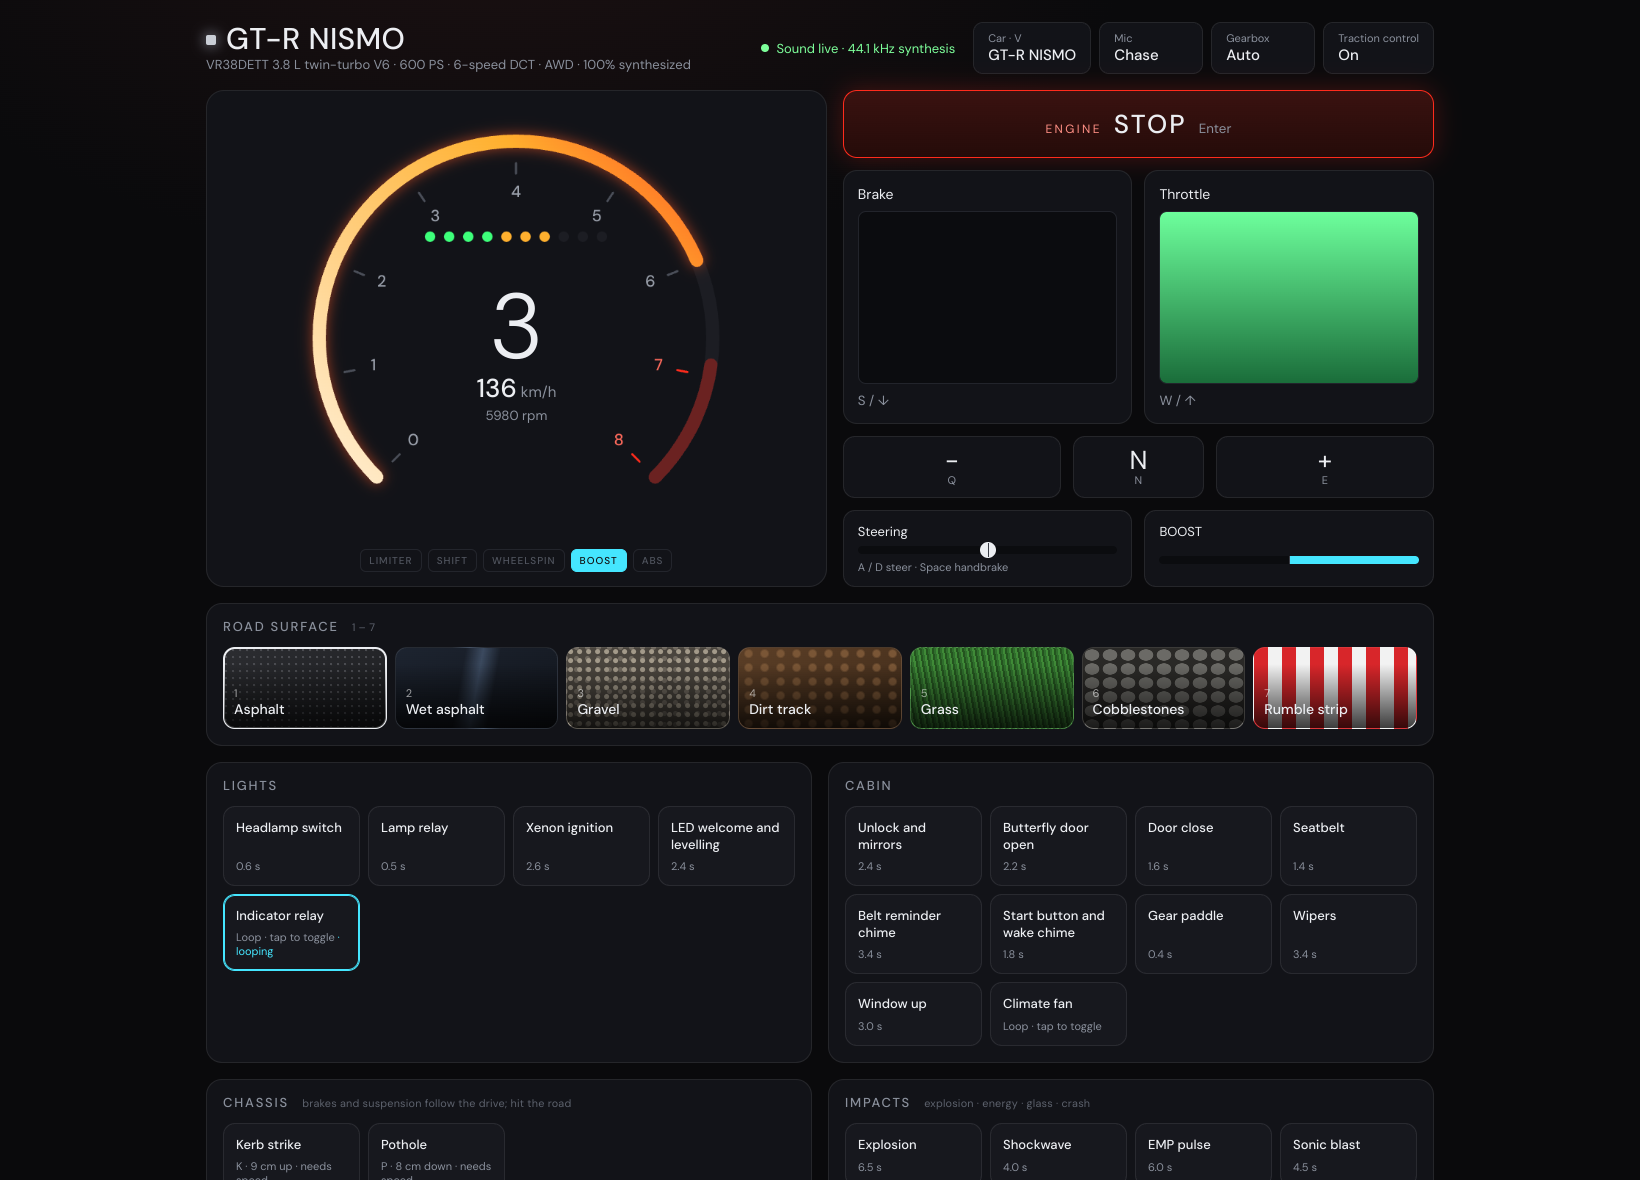 GT-R NISMO
VR38DETT 3.8 L twin-turbo V6 · 600 PS · 6-speed DCT · AWD · 100% synthesized
Sound live · 44.1 kHz synthesis
Car · V
GT-R NISMO
Mic
Chase
Gearbox
Auto
Traction control
On
0
1
2
3
4
5
6
7
8
3
136 km/h
5980 rpm
LIMITER
SHIFT
WHEELSPIN
BOOST
ABS
ENGINE STOP Enter
Brake
S / ↓
Throttle
W / ↑
−
Q
N
N
+
E
Steering
A / D steer · Space handbrake
BOOST
ROAD SURFACE 1 – 7
1
Asphalt
2
Wet asphalt
3
Gravel
4
Dirt track
5
Grass
6
Cobblestones
7
Rumble strip
LIGHTS
Headlamp switch
0.6 s
Lamp relay
0.5 s
Xenon ignition
2.6 s
LED welcome and
levelling
2.4 s
Indicator relay
Loop · tap to toggle ·
looping
CABIN
Unlock and
mirrors
2.4 s
Butterfly door
open
2.2 s
Door close
1.6 s
Seatbelt
1.4 s
Belt reminder
chime
3.4 s
Start button and
wake chime
1.8 s
Gear paddle
0.4 s
Wipers
3.4 s
Window up
3.0 s
Climate fan
Loop · tap to toggle
CHASSIS brakes and suspension follow the drive; hit the road
Kerb strike
K · 9 cm up · needs
speed
Pothole
P · 8 cm down · needs
speed
IMPACTS explosion · energy · glass · crash
Explosion
6.5 s
Shockwave
4.0 s
EMP pulse
6.0 s
Sonic blast
4.5 s